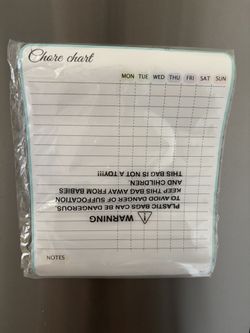 Chore chart
MON TUE WED THU FRI SAT SUN
WARNING
PLASTIC BAGS CAN BE DANGEROUS
TO AVOID DANGER OF SUFFOCATION
KEEP THIS BAG AWAY FROM BABIES
AND CHILDREN
THIS BAG IS NOT A TOY!!!
NOTES